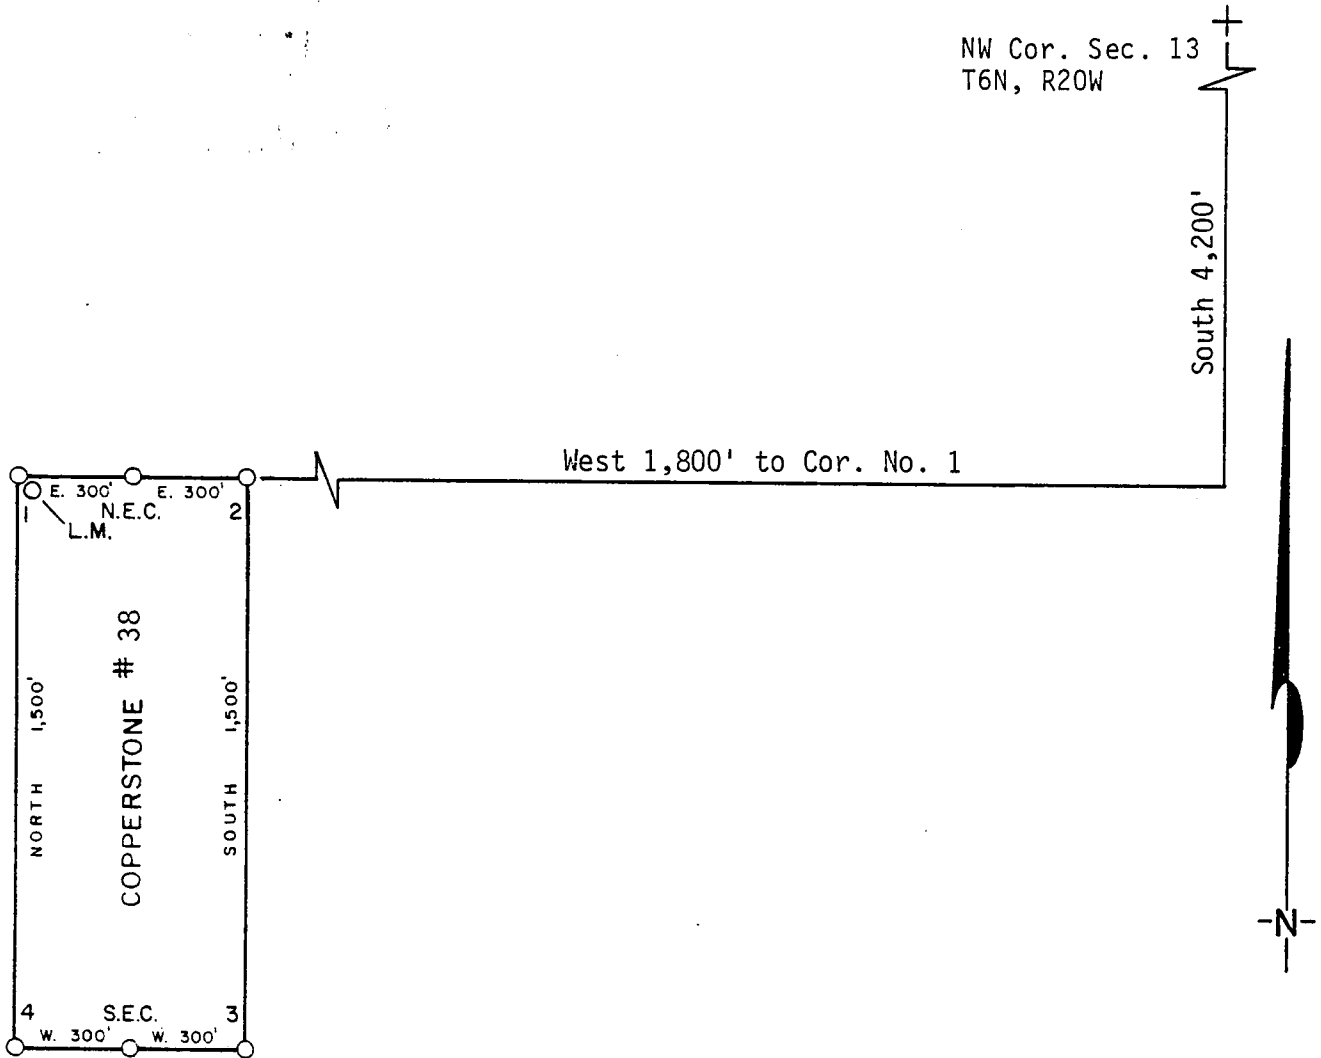 NW Cor. Sec. 13
T6N, R20W
South 4,200'
West 1,800' to Cor. No. 1
E. 300' E. 300'
1 N.E.C. 2
L.M.
COPPERSTONE # 38
NORTH 1,500'
SOUTH 1,500'
4 S.E.C. 3
W. 300' W. 300'
-N-